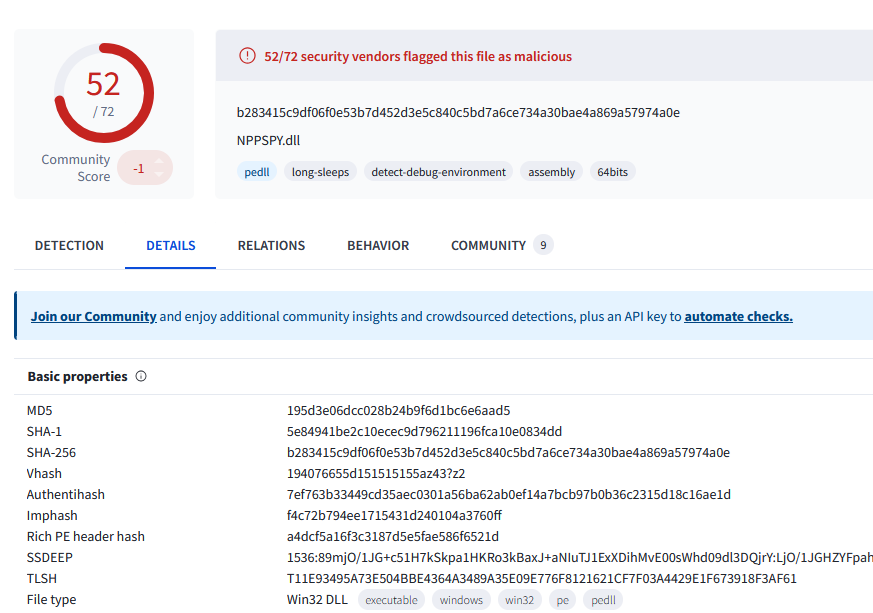 52
/ 72
Community Score -1
52/72 security vendors flagged this file as malicious
b283415c9df06f0e53b7d452d3e5c840c5bd7a6ce734a30bae4a869a57974a0e
NPPSPY.dll
pedll long-sleeps detect-debug-environment assembly 64bits
DETECTION DETAILS RELATIONS BEHAVIOR COMMUNITY 9
Join our Community and enjoy additional community insights and crowdsourced detections, plus an API key to automate checks.
Basic properties
MD5 195d3e06dcc028b24b9f6d1bc6e6aad5
SHA-1 5e84941be2c10ecec9d796211196fca10e0834dd
SHA-256 b283415c9df06f0e53b7d452d3e5c840c5bd7a6ce734a30bae4a869a57974a0e
Vhash 194076655d151515155az43?z2
Authentihash 7ef763b33449cd35aec0301a56ba62ab0ef14a7bcb97b0b36c2315d18c16ae1d
Imphash f4c72b794ee1715431d240104a3760ff
Rich PE header hash a4dcf5a16f3c3187d5e5fae586f6521d
SSDEEP 1536:89mjO/1JG+c51H7kSkpa1HKRo3kBaxJ+aNIuTJ1ExXDihMvE00sWhd09dl3DQjrY:LjO/1JGHZYFpah
TLSH T11E93495A73E504BBE4364A3489A35E09E776F8121621CF7F03A4429E1F673918F3AF61
File type Win32 DLL executable windows win32 pe pedll